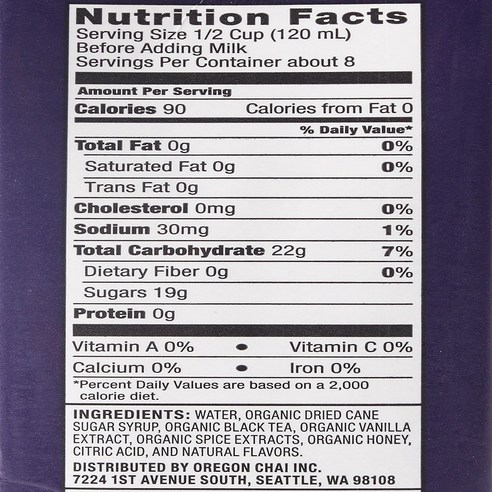 Nutrition Facts
Serving Size 1/2 Cup (120 mL)
Before Adding Milk
Servings Per Container about 8
Amount Per Serving
Calories 90 Calories from Fat 0
% Daily Value*
Total Fat 0g 0%
Saturated Fat 0g 0%
Trans Fat 0g
Cholesterol 0mg 0%
Sodium 30mg 1%
Total Carbohydrate 22g 7%
Dietary Fiber 0g 0%
Sugars 19g
Protein 0g
Vitamin A 0% • Vitamin C 0%
Calcium 0% • Iron 0%
*Percent Daily Values are based on a 2,000
calorie diet.
INGREDIENTS: WATER, ORGANIC DRIED CANE
SUGAR SYRUP, ORGANIC BLACK TEA, ORGANIC VANILLA
EXTRACT, ORGANIC SPICE EXTRACTS, ORGANIC HONEY,
CITRIC ACID, AND NATURAL FLAVORS.
DISTRIBUTED BY OREGON CHAI INC.
7224 1ST AVENUE SOUTH, SEATTLE, WA 98108